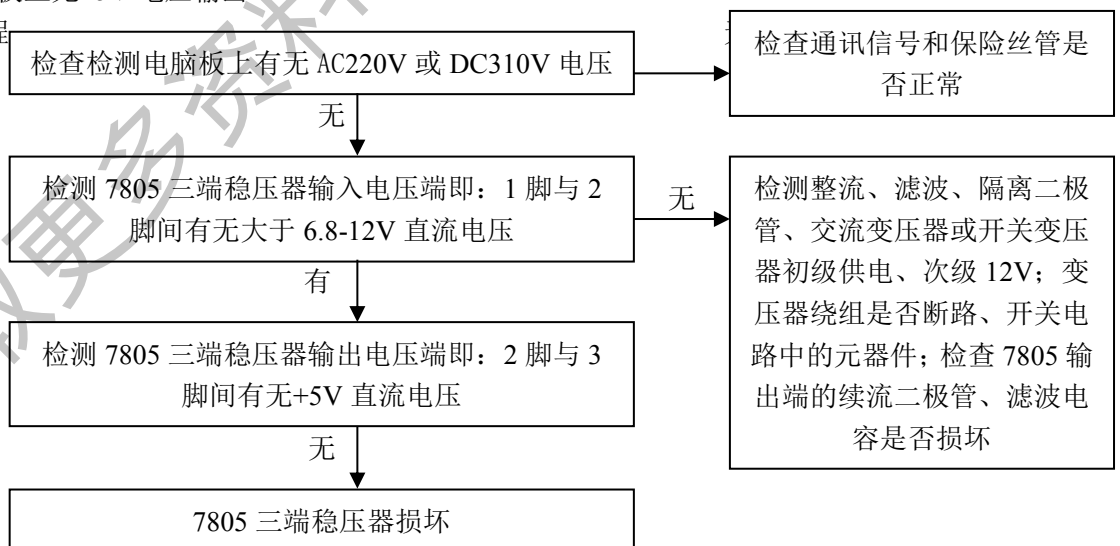 程
检查检测电脑板上有无 AC220V 或 DC310V 电压
检查通讯信号和保险丝管是
否正常
无
检测 7805 三端稳压器输入电压端即：1 脚与 2
脚间有无大于 6.8-12V 直流电压
无
检测整流、滤波、隔离二极
管、交流变压器或开关变压
器初级供电、次级 12V；变
压器绕组是否断路、开关电
路中的元器件；检查 7805 输
出端的续流二极管、滤波电
容是否损坏
有
检测 7805 三端稳压器输出电压端即：2 脚与 3
脚间有无+5V 直流电压
无
7805 三端稳压器损坏
更多资料